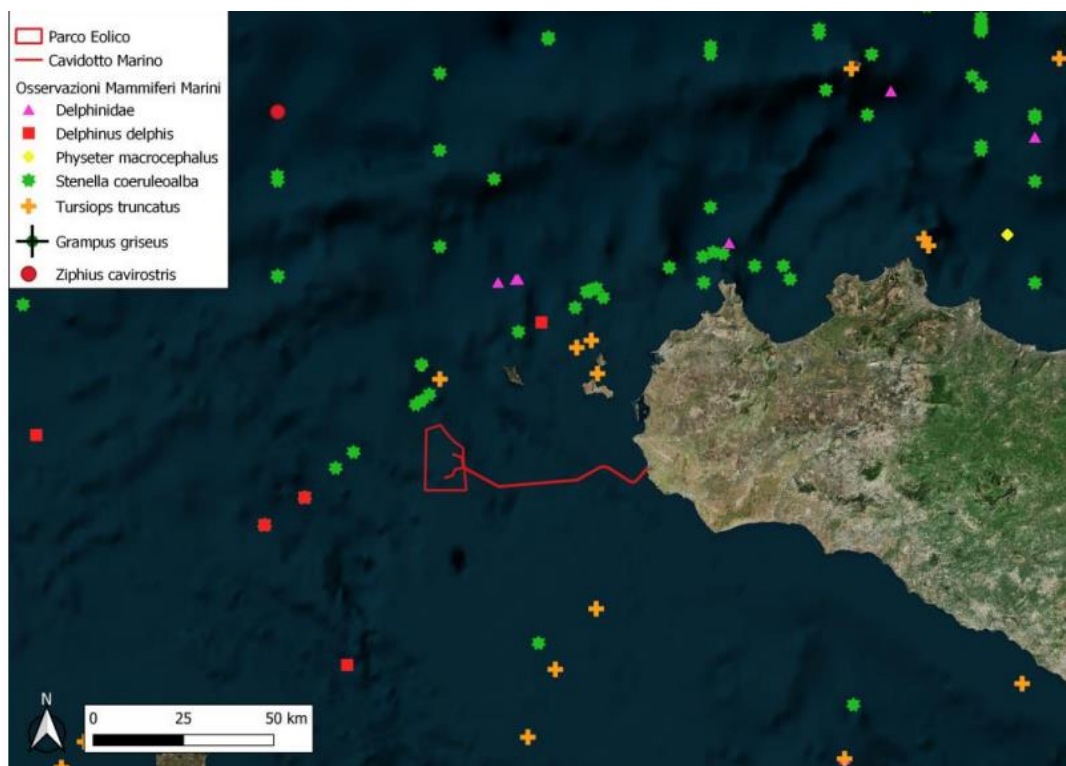 Parco Eolico
Cavidotto Marino
Osservazioni Mammiferi Marini
Delphinidae
Delphinus delphis
Physeter macrocephalus
Stenella coeruleoalba
Tursiops truncatus
Grampus griseus
Ziphius cavirostris
N
0 25 50 km